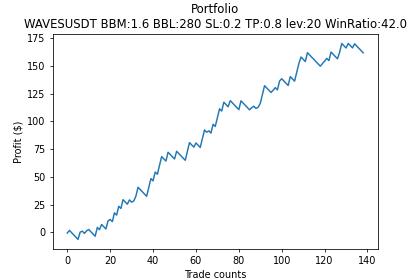 Portfolio
WAVESUSDT BBM:1.6 BBL:280 SL:0.2 TP:0.8 lev:20 WinRatio:42.0
175
150
125
100
75
50
25
0
Profit ($)
0 20 40 60 80 100 120 140
Trade counts